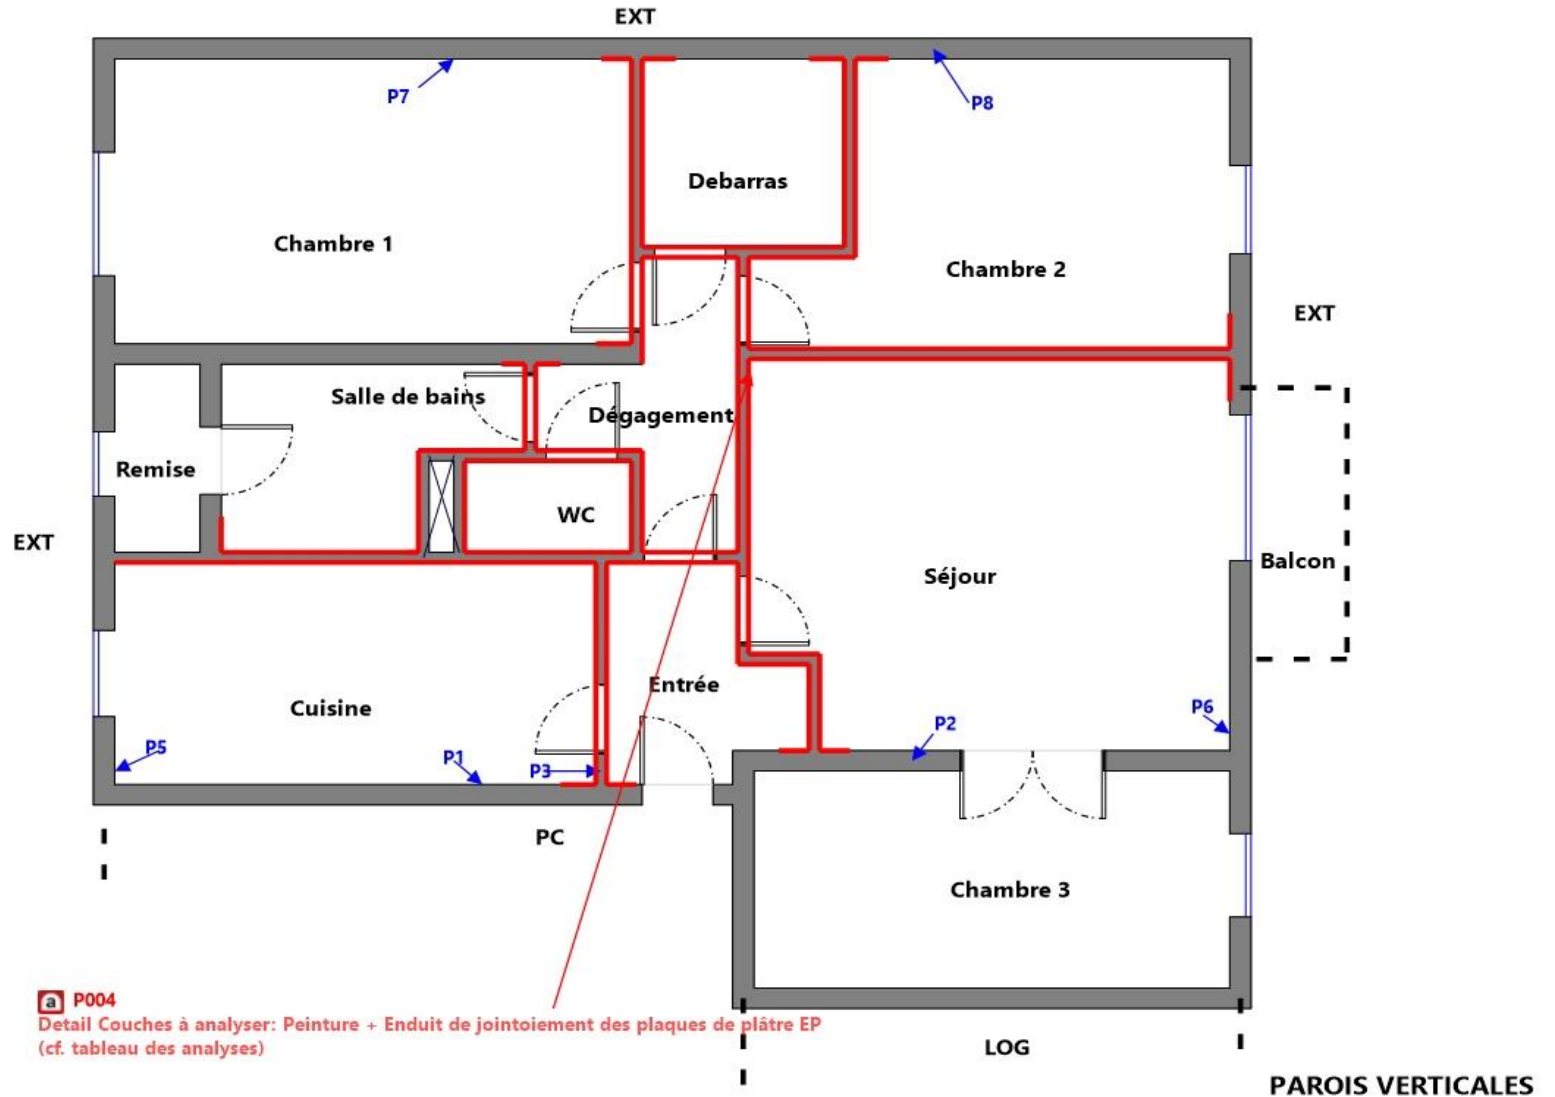 EXT
P7
P8
Debarras
Chambre 1
Chambre 2
EXT
Salle de bains
Dégagement
Remise
WC
EXT
Balcon
Séjour
Entrée
Cuisine
P6
P2
P5
P1
P3
PC
Chambre 3
a P004
Detail Couches à analyser: Peinture + Enduit de jointoiement des plaques de plâtre EP
(cf. tableau des analyses)
LOG
PAROIS VERTICALES